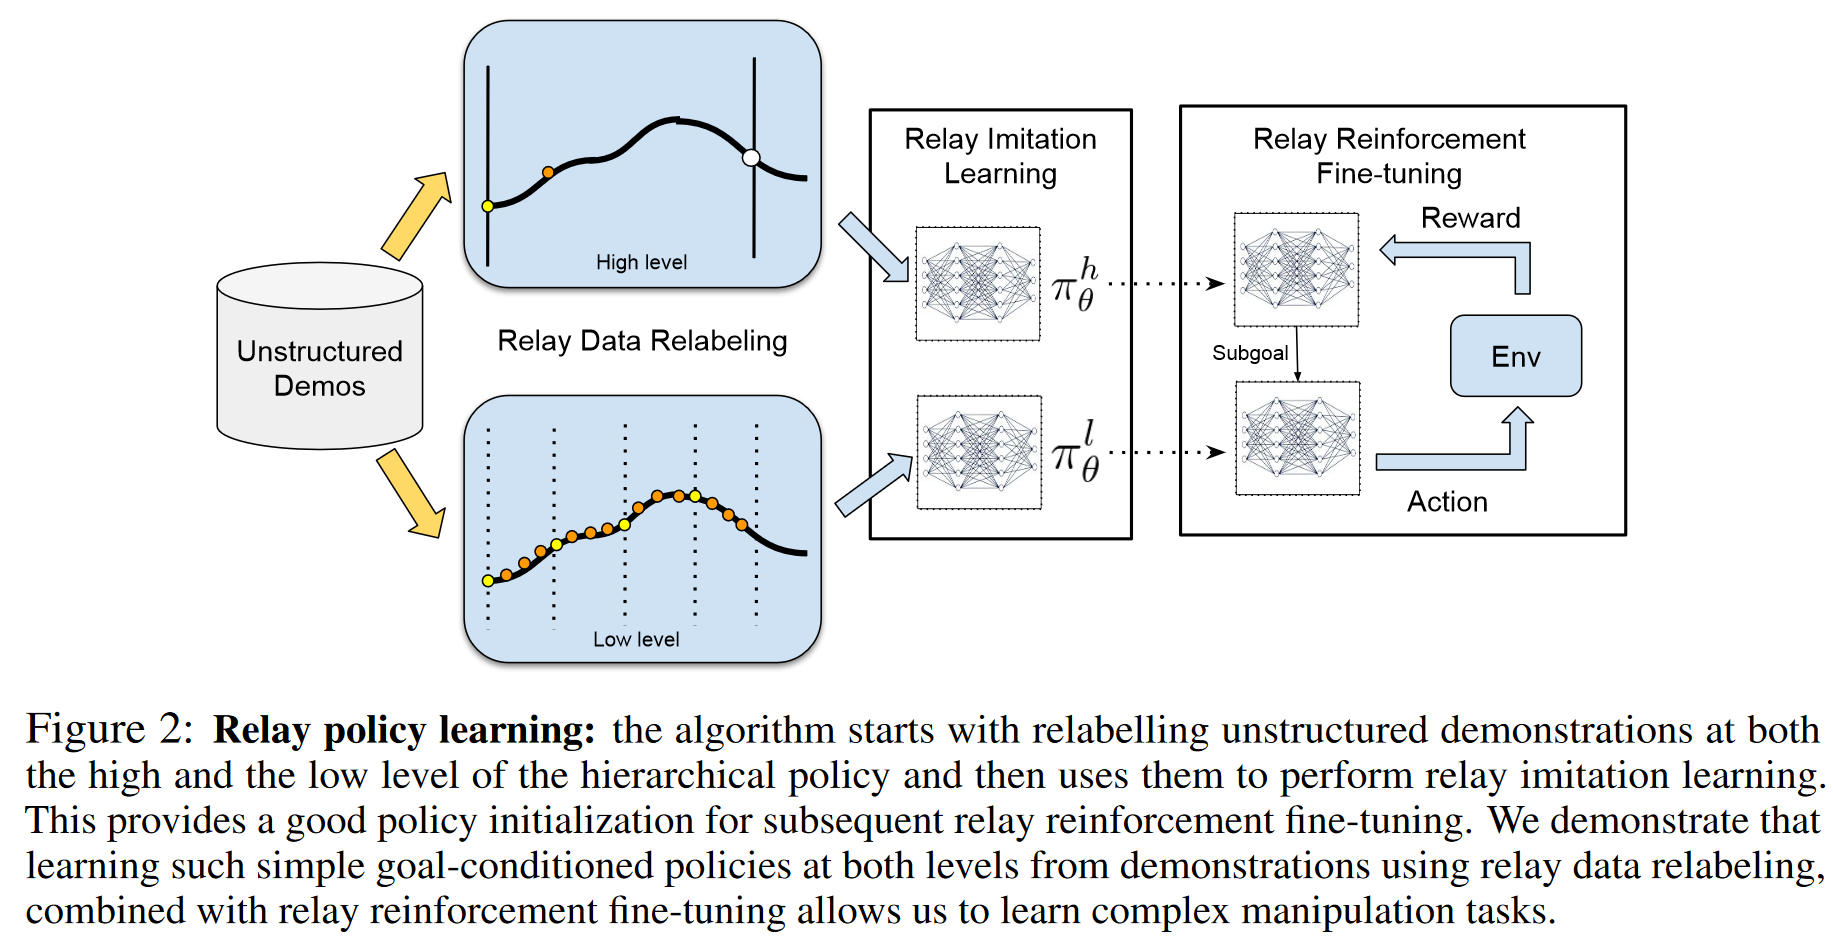 High level
Unstructured
Demos
Relay Data Relabeling
Low level
Relay Imitation
Learning
π_θ^h
π_θ^l
Relay Reinforcement
Fine-tuning
Reward
Subgoal
Env
Action
Figure 2: Relay policy learning: the algorithm starts with relabelling unstructured demonstrations at both
the high and the low level of the hierarchical policy and then uses them to perform relay imitation learning.
This provides a good policy initialization for subsequent relay reinforcement fine-tuning. We demonstrate that
learning such simple goal-conditioned policies at both levels from demonstrations using relay data relabeling,
combined with relay reinforcement fine-tuning allows us to learn complex manipulation tasks.